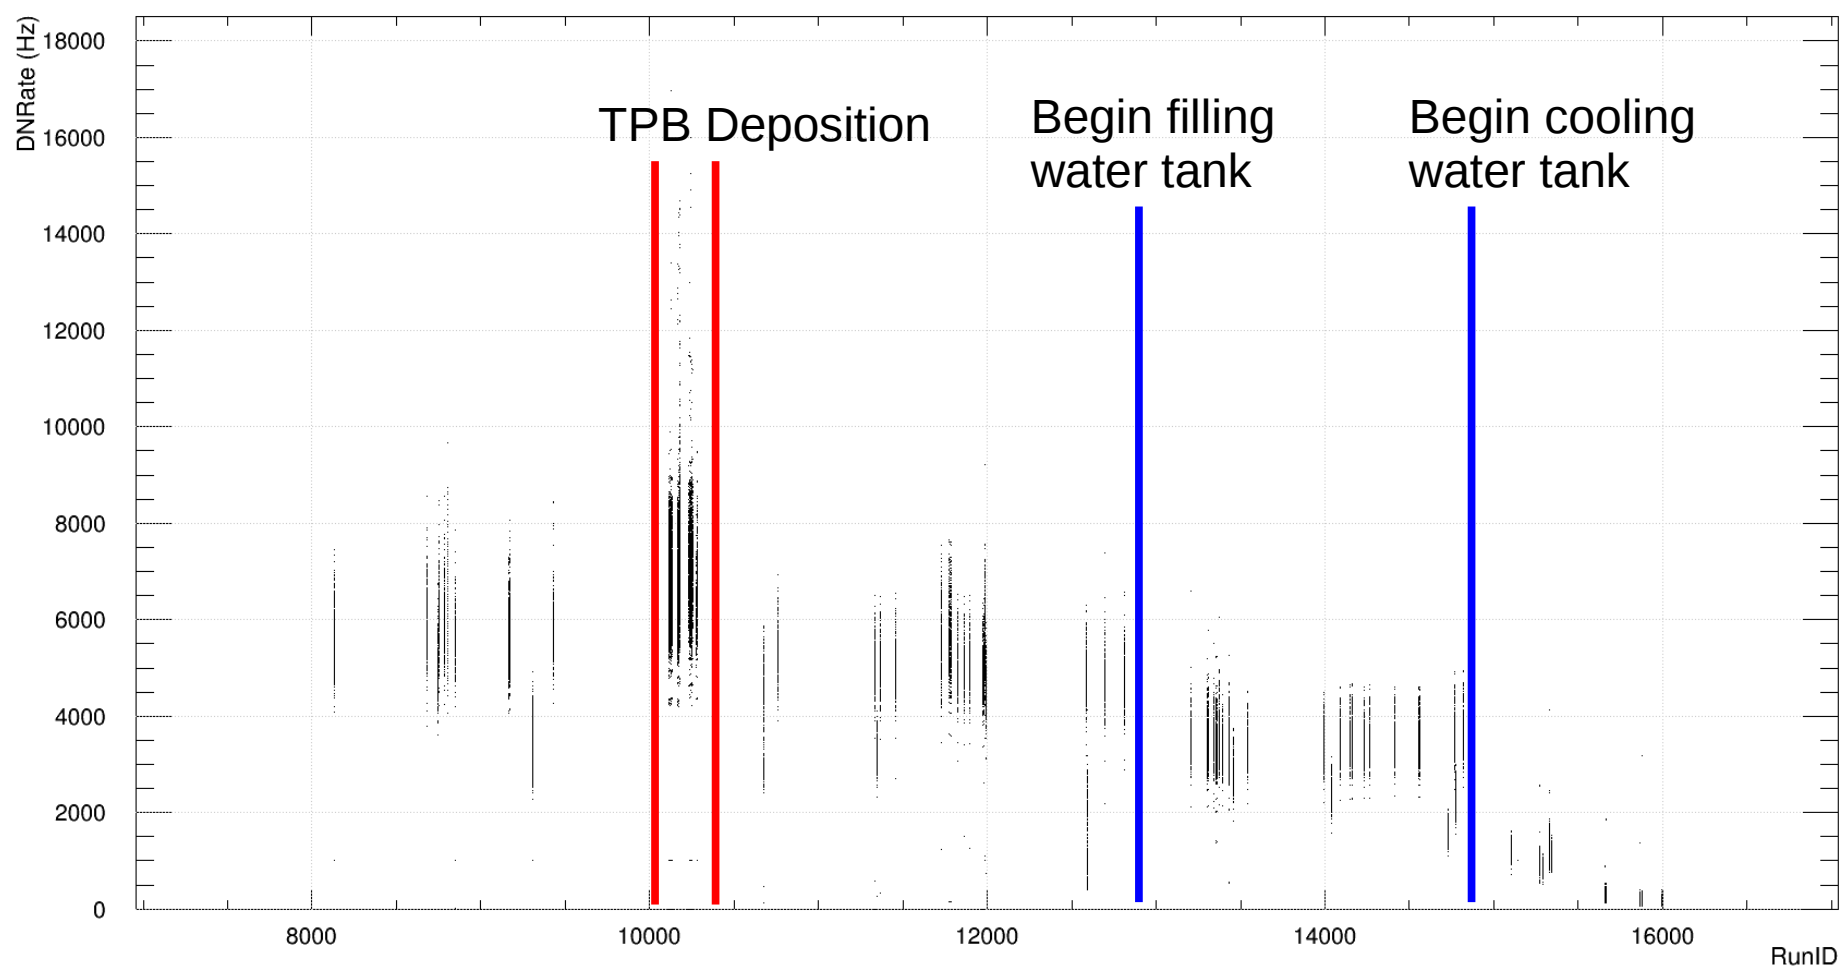 DNRate (Hz)
18000
16000
14000
12000
10000
8000
6000
4000
2000
0
TPB Deposition
Begin filling
water tank
Begin cooling
water tank
8000
10000
12000
14000
16000
RunID